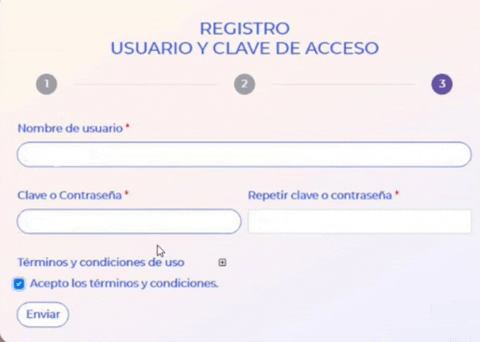 REGISTRO
USUARIO Y CLAVE DE ACCESO
1 2 3
Nombre de usuario *
Clave o Contraseña * Repetir clave o contraseña *
Términos y condiciones de uso
Acepto los términos y condiciones.
Enviar